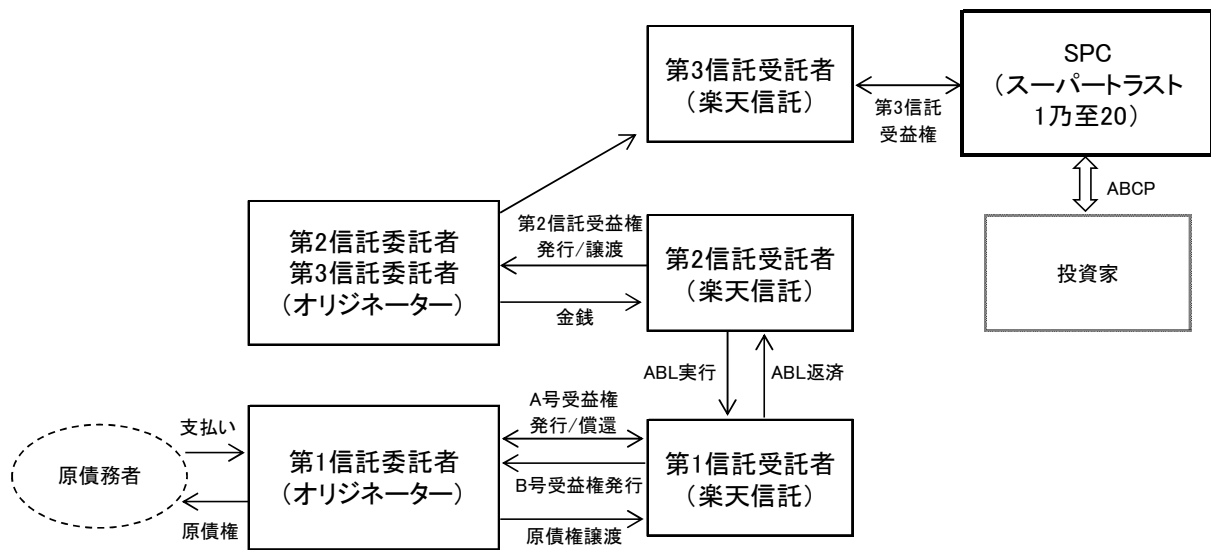 第3信託受託者
（楽天信託）
第3信託
受益権
SPC
（スーパートラスト
1乃至20）
ABCP
投資家
第2信託委託者
第3信託委託者
（オリジネーター）
第2信託受益権
発行/譲渡
金銭
第2信託受託者
（楽天信託）
ABL実行
ABL返済
原債務者
支払い
原債権
第1信託委託者
（オリジネーター）
A号受益権
発行/償還
B号受益権発行
原債権譲渡
第1信託受託者
（楽天信託）